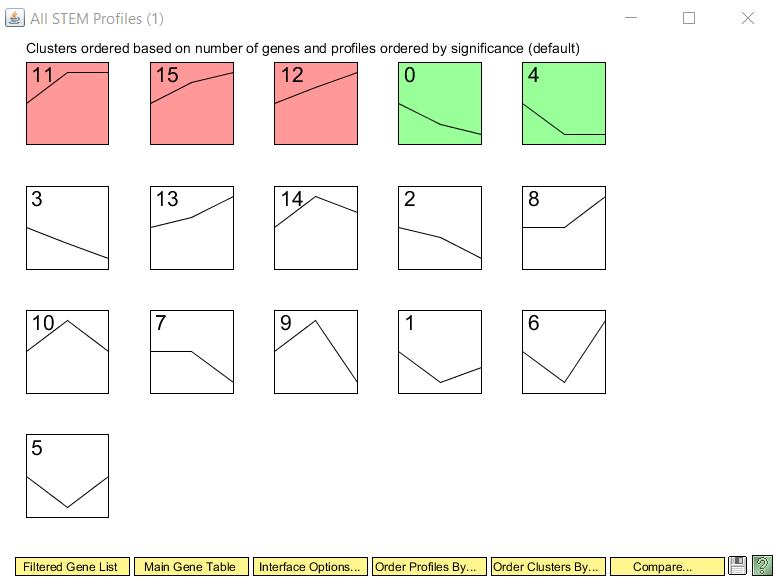 All STEM Profiles (1)
Clusters ordered based on number of genes and profiles ordered by significance (default)
11 15 12 0 4
3 13 14 2 8
10 7 9 1 6
5
Filtered Gene List Main Gene Table Interface Options... Order Profiles By... Order Clusters By... Compare... ?